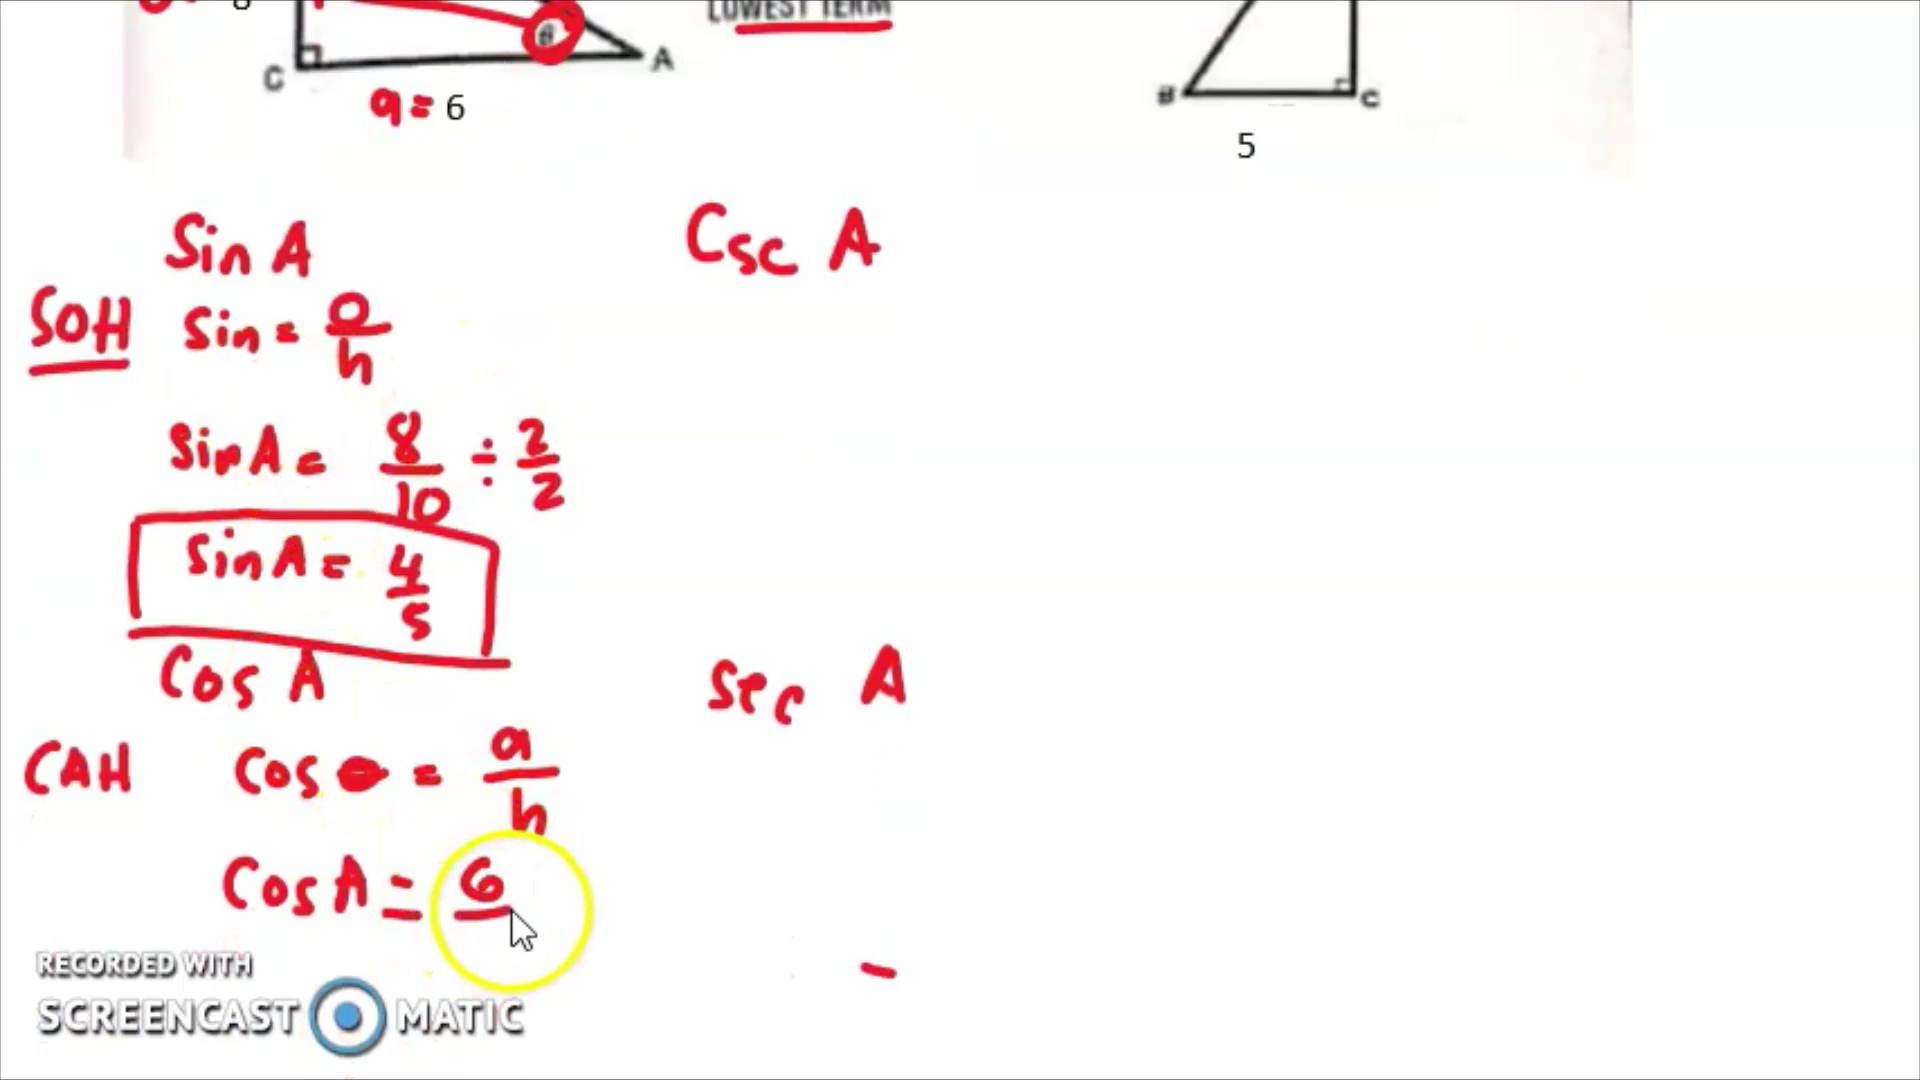 LOWEST TERM
θ
C
A
a = 6
B
C
5
Sin A
Csc A
SOH Sin = o/h
Sin A = 8/10 ÷ 2/2
Sin A = 4/5
Cos A
Sec A
CAH Cos θ = a/h
Cos A = 6
RECORDED WITH
SCREENCAST MATIC